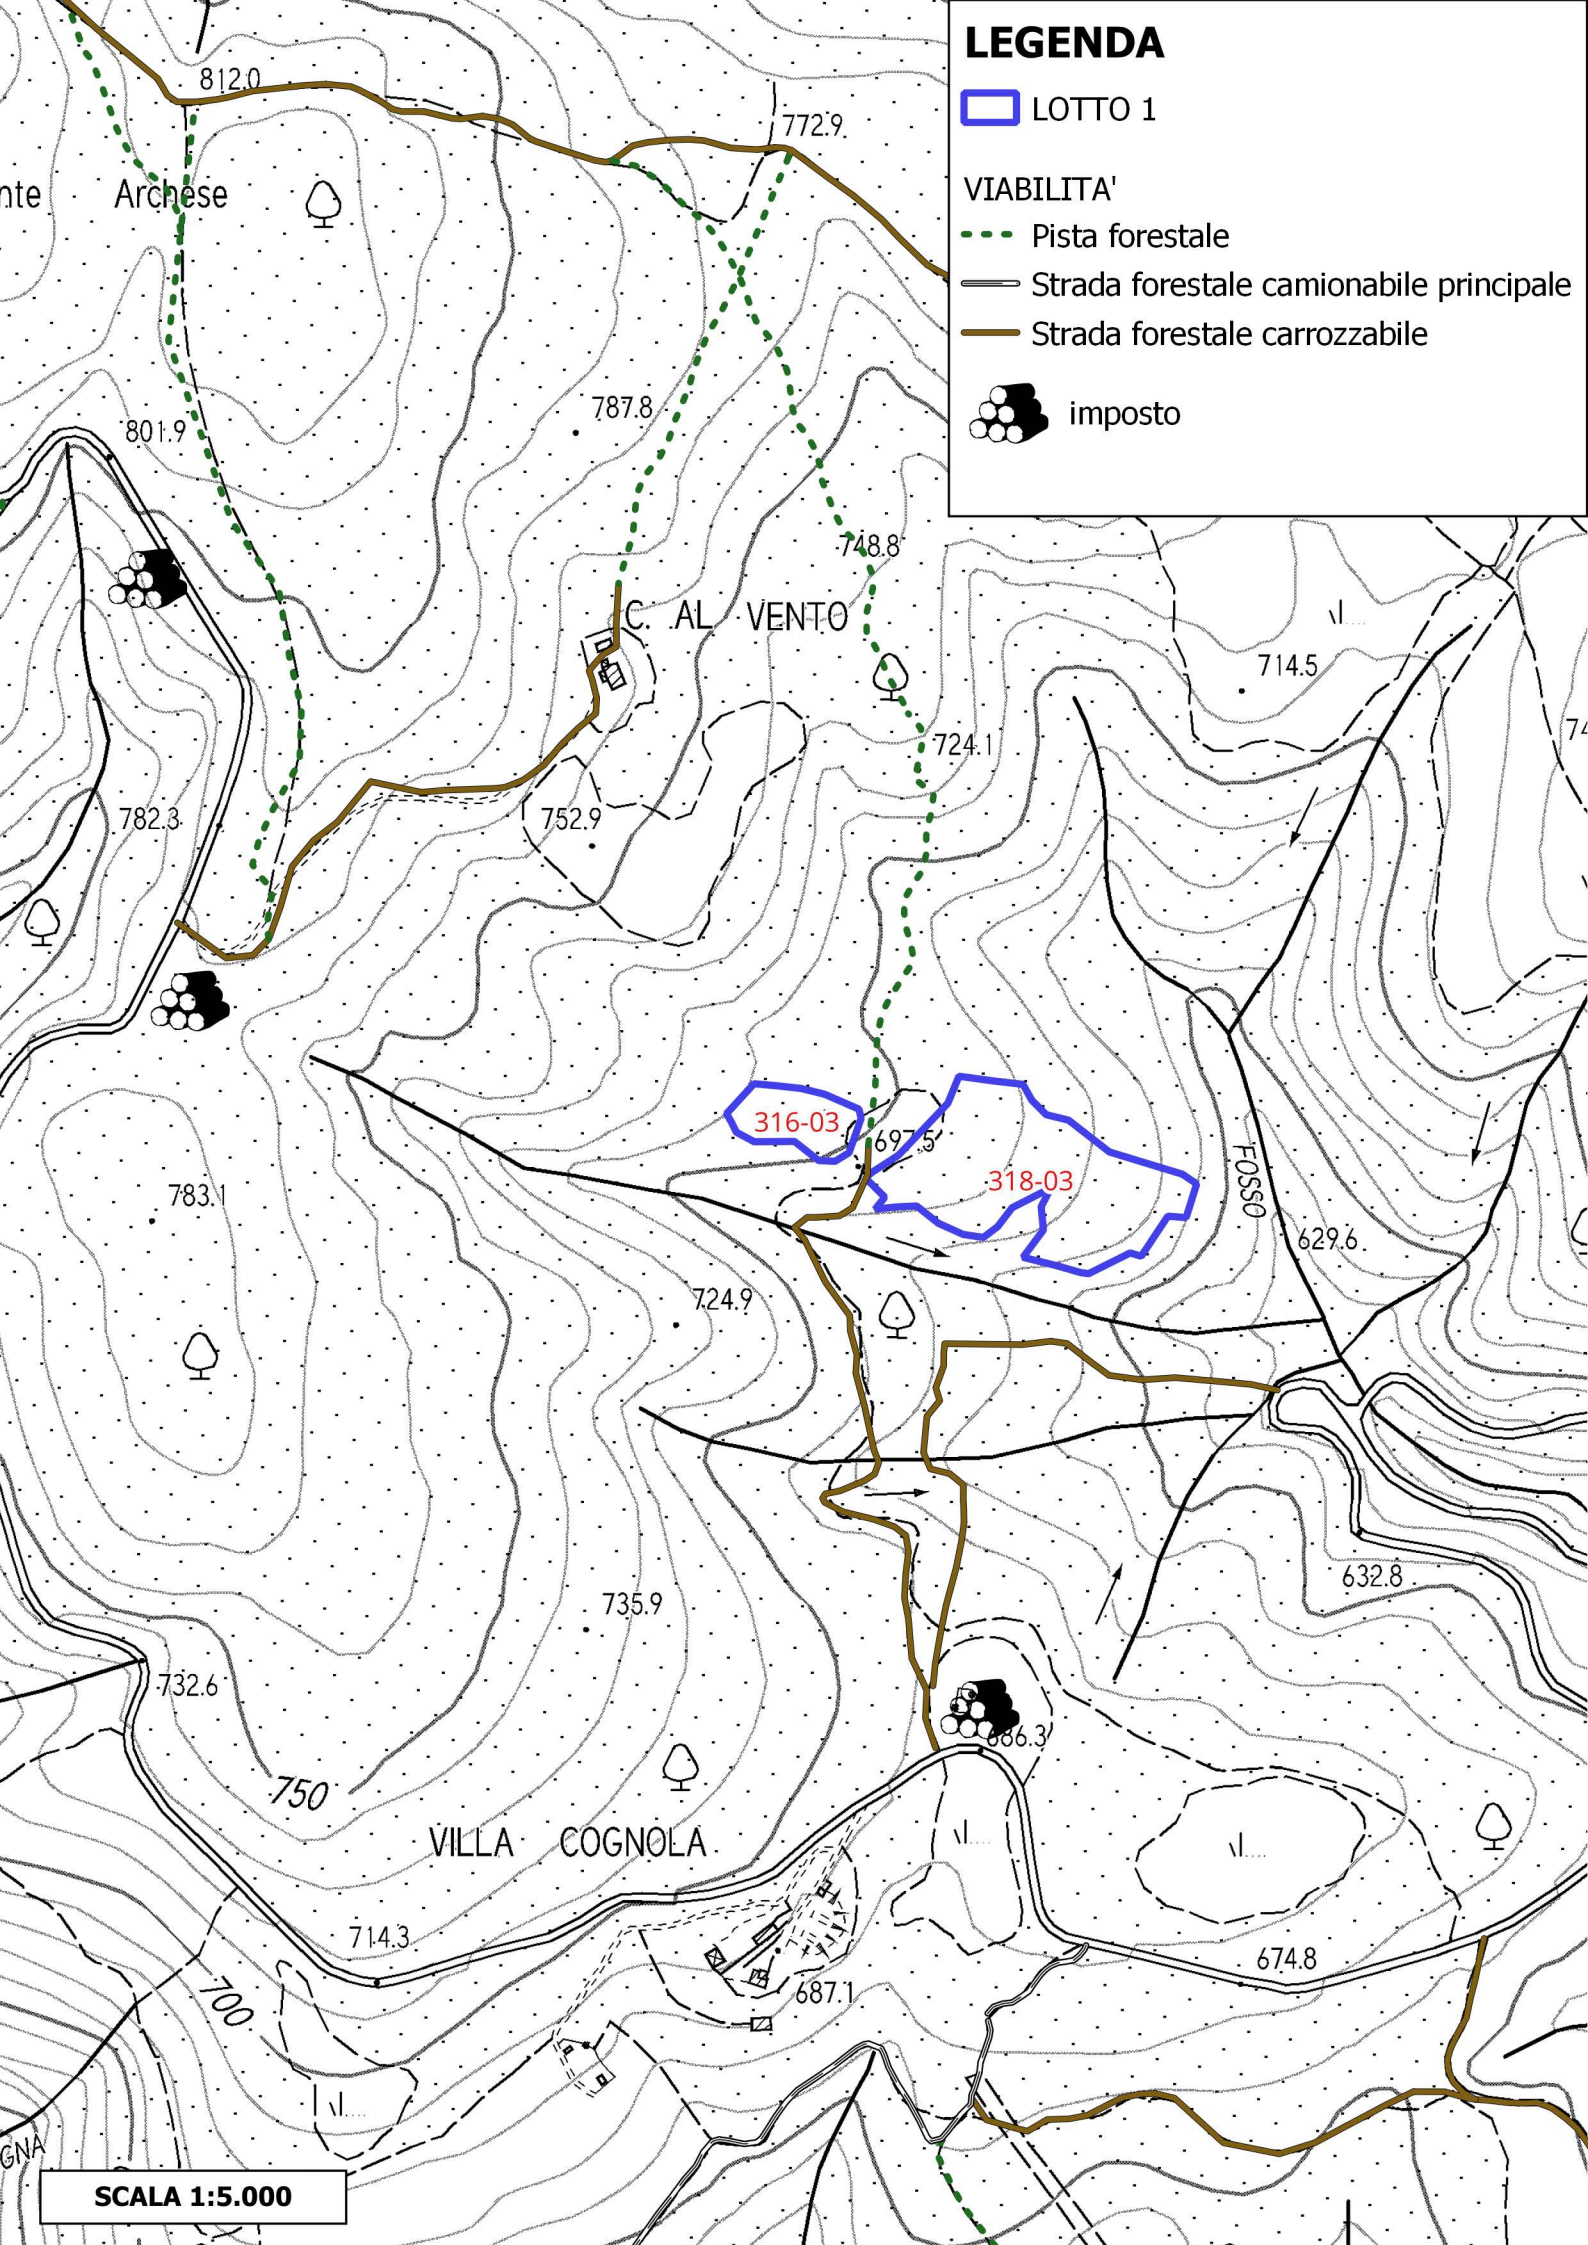 LEGENDA
LOTTO 1
VIABILITA'
Pista forestale
Strada forestale camionabile principale
Strada forestale carrozzabile
imposto
812.0
772.9
nte Archese
787.8
801.9
748.8
C. AL VENTO
714.5
724.1
74
782.3
752.9
316-03
697.5
318-03
783.1
FOSSO
629.6
724.9
632.8
735.9
732.6
686.3
750
VILLA COGNOLA
714.3
674.8
700
687.1
GNA
SCALA 1:5.000